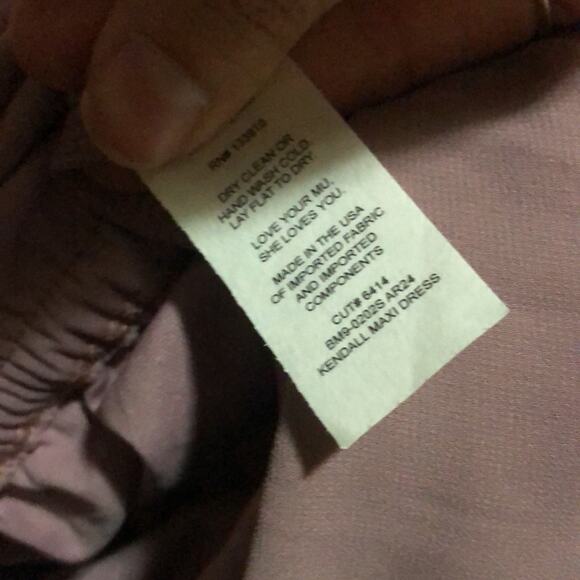 RN# 133910
DRY CLEAN OR
HAND WASH COLD
LAY FLAT TO DRY
LOVE YOUR MU,
SHE LOVES YOU.
MADE IN THE USA
OF IMPORTED FABRIC
AND IMPORTED
COMPONENTS
CUT# 6414
BM9-0202S AR24
KENDALL MAXI DRESS